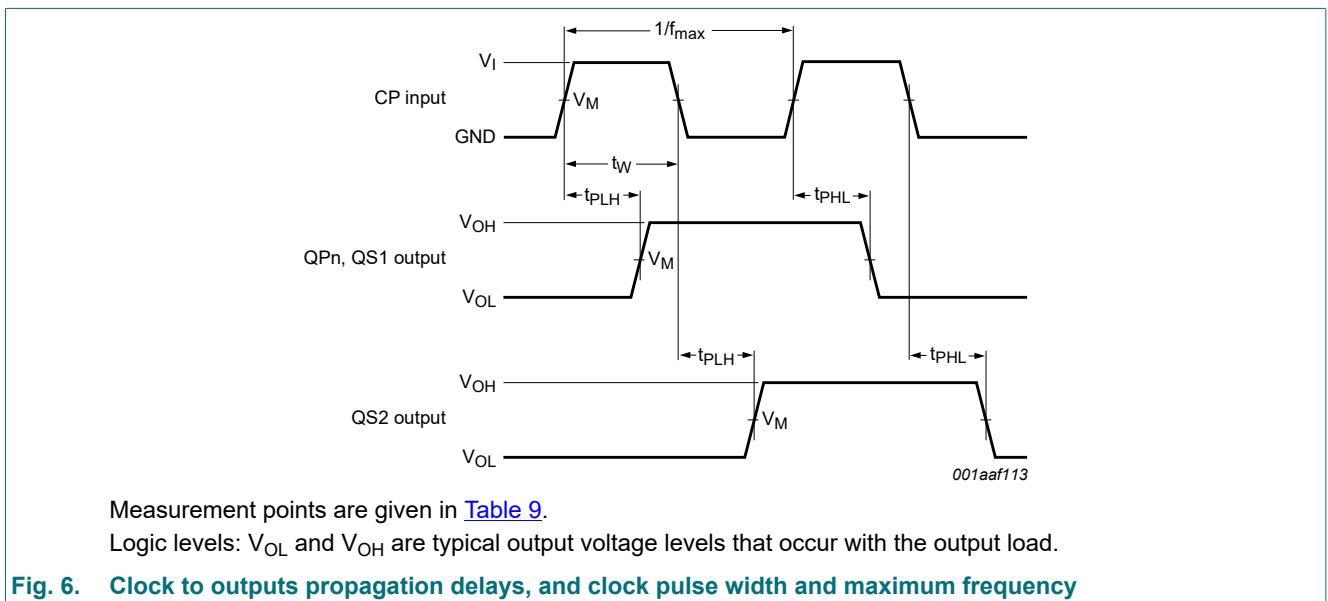 1/fmax
VI
CP input
VM
GND
tW
tPLH
tPHL
VOH
QPn, QS1 output
VM
VOL
tPLH
tPHL
VOH
QS2 output
VM
VOL
001aaf113
Measurement points are given in Table 9.
Logic levels: VOL and VOH are typical output voltage levels that occur with the output load.
Fig. 6. Clock to outputs propagation delays, and clock pulse width and maximum frequency